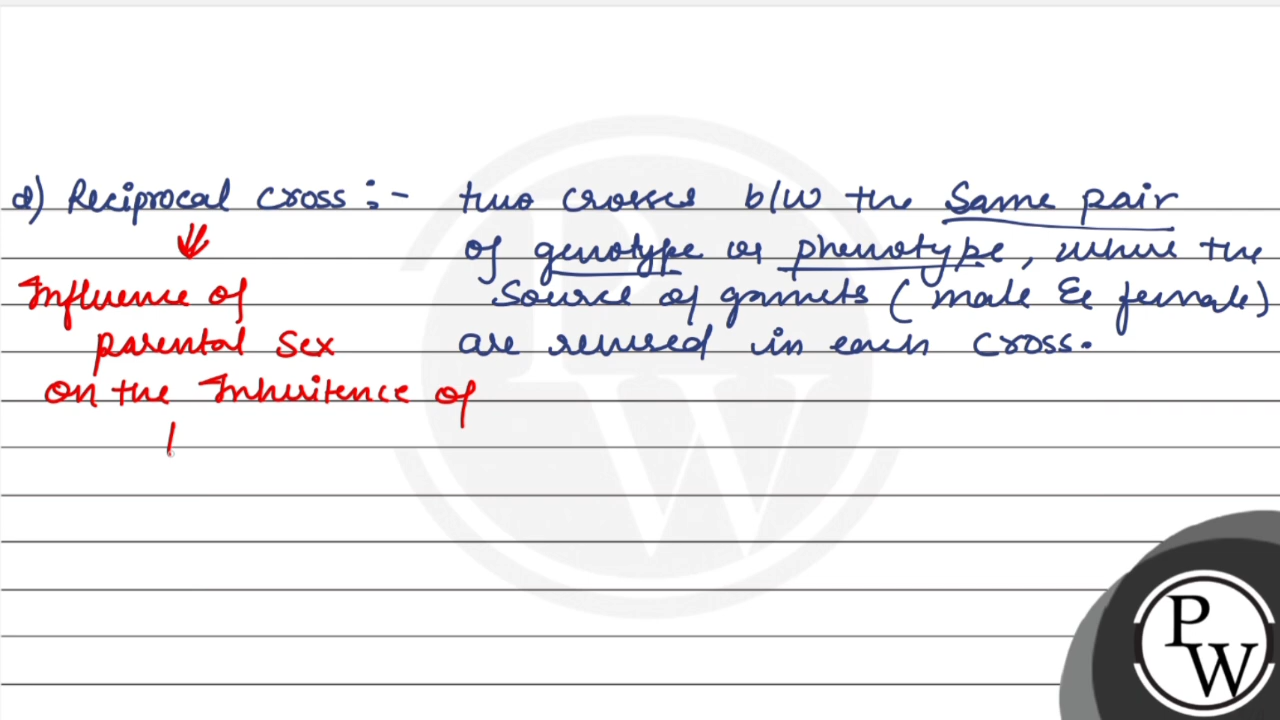 d) Reciprocal cross :- two crosses b/w the Same pair
of genotype or phenotype, where the
Influence of Source of gamets ( male & female)
parental Sex are reversed in each cross.
on the Inheritence of
P
W
PW